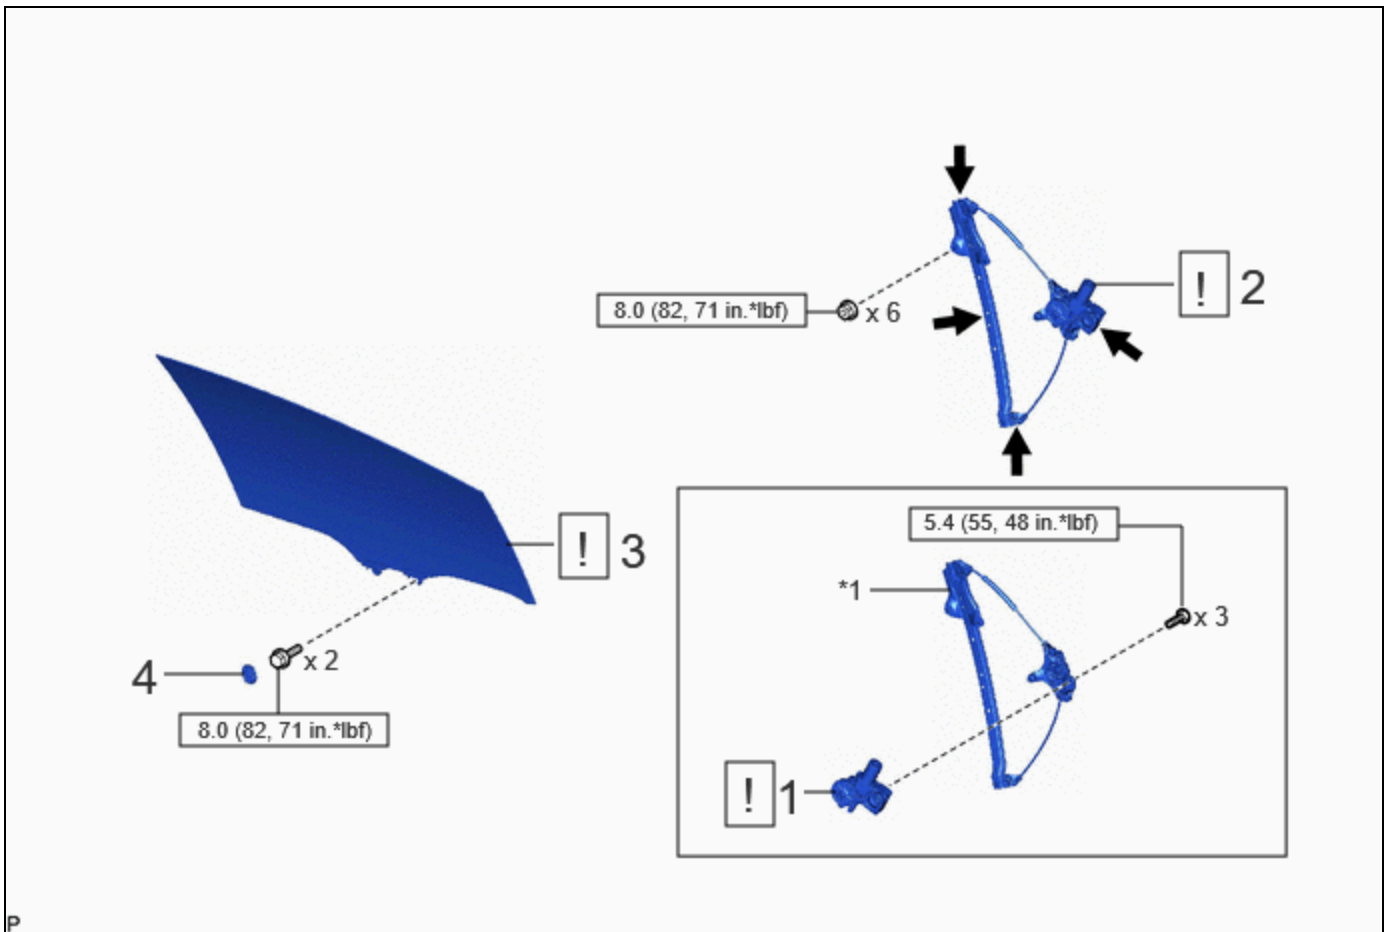 8.0 (82, 71 in.*lbf)
x 6
! 2
! 3
4
x 2
8.0 (82, 71 in.*lbf)
5.4 (55, 48 in.*lbf)
*1
x 3
! 1
P